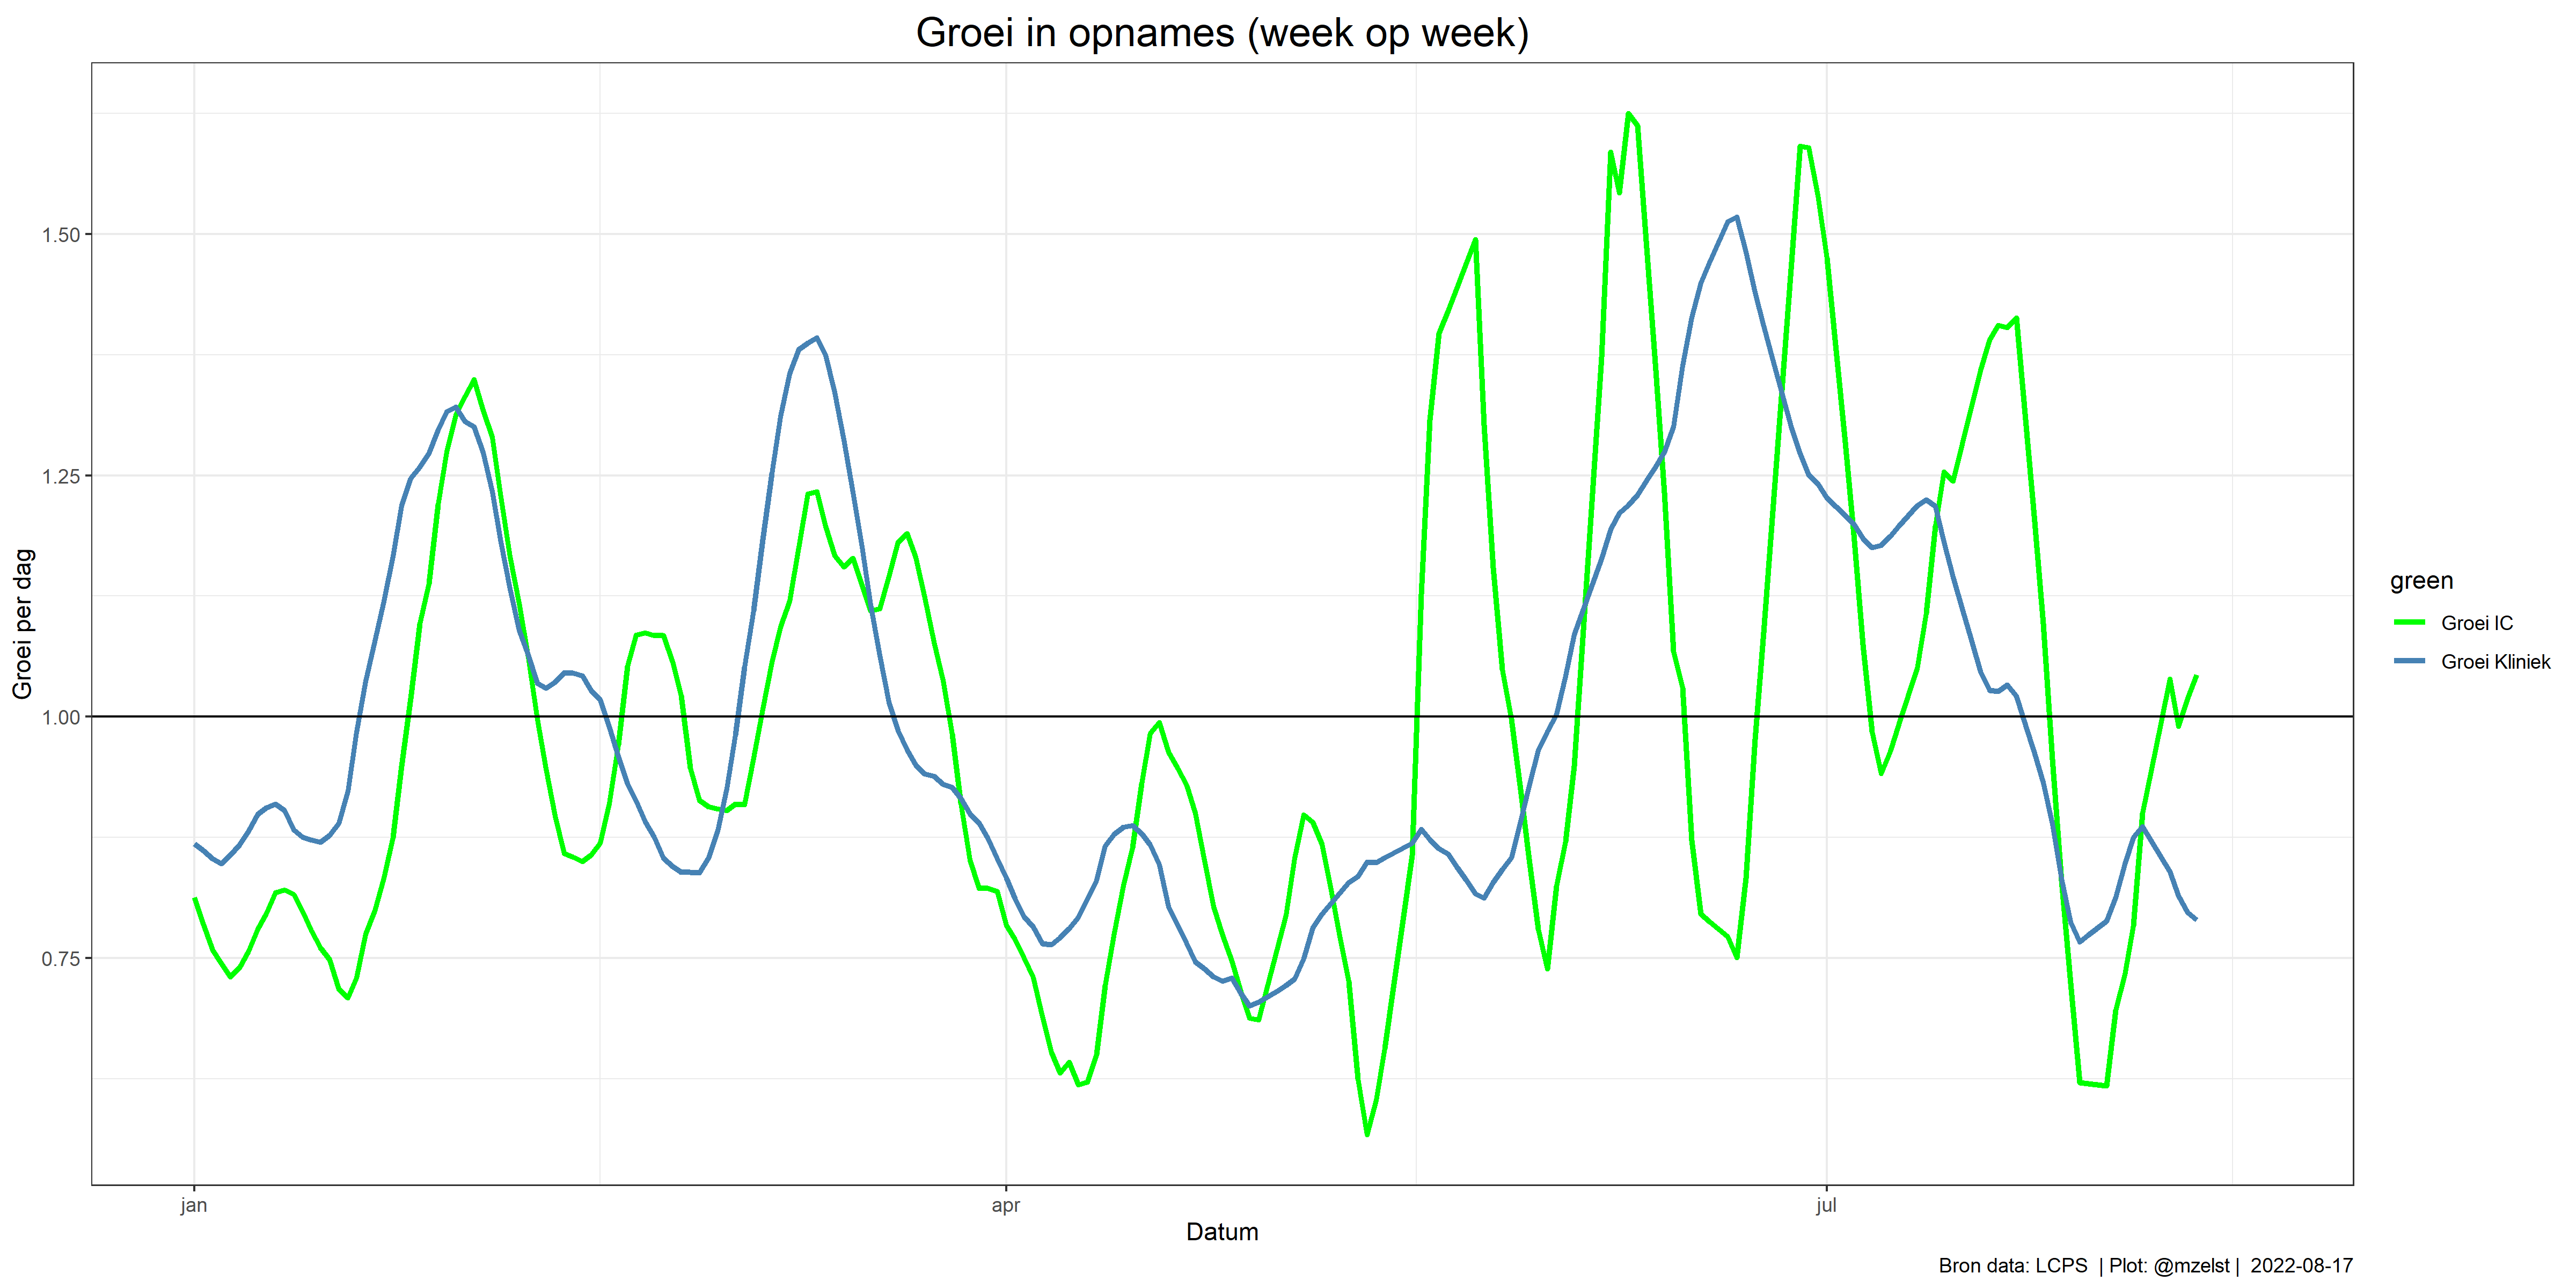 Groei in opnames (week op week)
Groei per dag
1.50
1.25
1.00
0.75
jan
apr
jul
Datum
green
Groei IC
Groei Kliniek
Bron data: LCPS | Plot: @mzelst | 2022-08-17